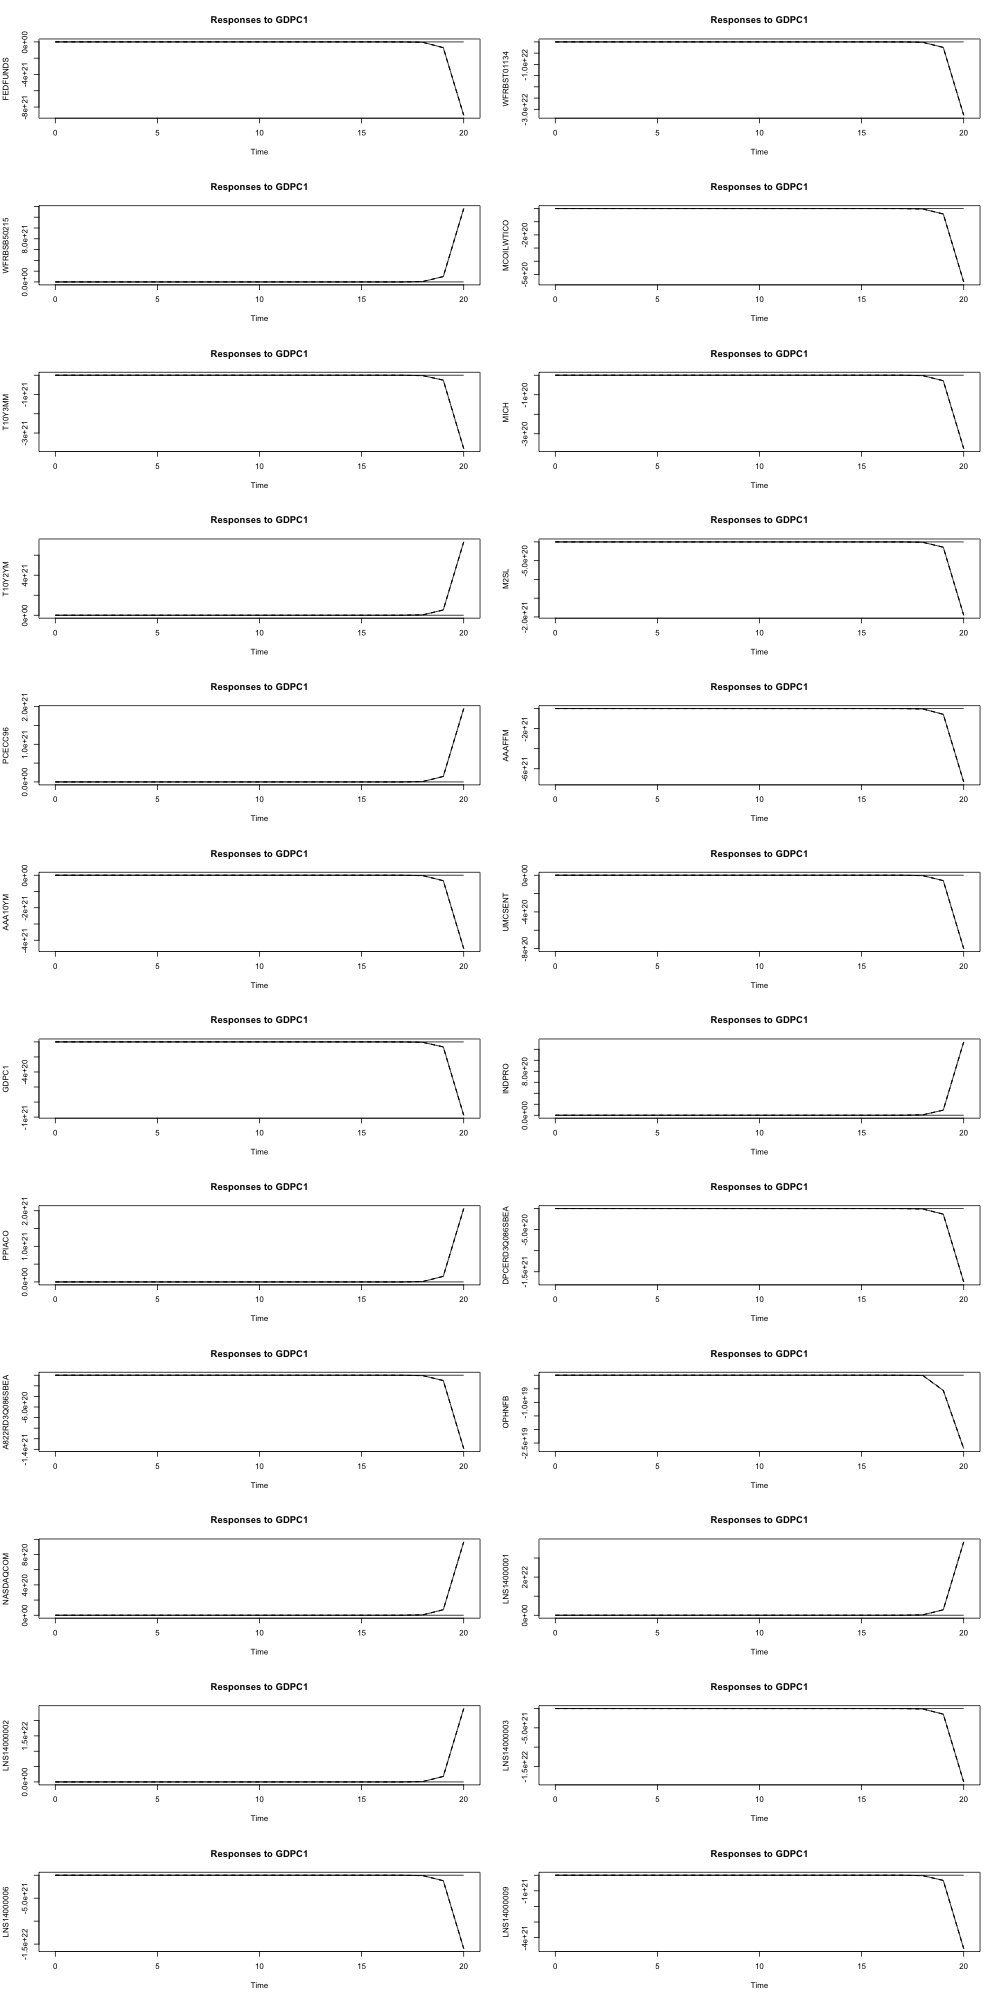 Responses to GDPC1
FEDFUNDS
0e+00
-4e+21
-8e+21
0 5 10 15 20
Time
Responses to GDPC1
WFRBST01134
-1.0e+22
-3.0e+22
0 5 10 15 20
Time
Responses to GDPC1
WFRBSB50215
8.0e+21
0.0e+00
0 5 10 15 20
Time
Responses to GDPC1
MCOILWTICO
-2e+20
-5e+20
0 5 10 15 20
Time
Responses to GDPC1
T10Y3MM
-1e+21
-3e+21
0 5 10 15 20
Time
Responses to GDPC1
MICH
-1e+20
-3e+20
0 5 10 15 20
Time
Responses to GDPC1
T10Y2YM
4e+21
0e+00
0 5 10 15 20
Time
Responses to GDPC1
M2SL
-5.0e+20
-2.0e+21
0 5 10 15 20
Time
Responses to GDPC1
PCECC96
2.0e+21
1.0e+21
0.0e+00
0 5 10 15 20
Time
Responses to GDPC1
AAAFFM
-2e+21
-6e+21
0 5 10 15 20
Time
Responses to GDPC1
AAA10YM
0e+00
-2e+21
-4e+21
0 5 10 15 20
Time
Responses to GDPC1
UMCSENT
0e+00
-4e+20
-8e+20
0 5 10 15 20
Time
Responses to GDPC1
GDPC1
-4e+20
-1e+21
0 5 10 15 20
Time
Responses to GDPC1
INDPRO
8.0e+20
0.0e+00
0 5 10 15 20
Time
Responses to GDPC1
PPIACO
2.0e+21
1.0e+21
0.0e+00
0 5 10 15 20
Time
Responses to GDPC1
DPCERD3Q086SBEA
-5.0e+20
-1.5e+21
0 5 10 15 20
Time
Responses to GDPC1
A822RD3Q086SBEA
-6.0e+20
-1.4e+21
0 5 10 15 20
Time
Responses to GDPC1
OPHNFB
-1.0e+19
-2.5e+19
0 5 10 15 20
Time
Responses to GDPC1
NASDAQCOM
8e+20
4e+20
0e+00
0 5 10 15 20
Time
Responses to GDPC1
LNS14000001
2e+22
0e+00
0 5 10 15 20
Time
Responses to GDPC1
LNS14000002
1.5e+22
0.0e+00
0 5 10 15 20
Time
Responses to GDPC1
LNS14000003
-5.0e+21
-1.5e+22
0 5 10 15 20
Time
Responses to GDPC1
LNS14000006
-5.0e+21
-1.5e+22
0 5 10 15 20
Time
Responses to GDPC1
LNS14000009
-1e+21
-4e+21
0 5 10 15 20
Time